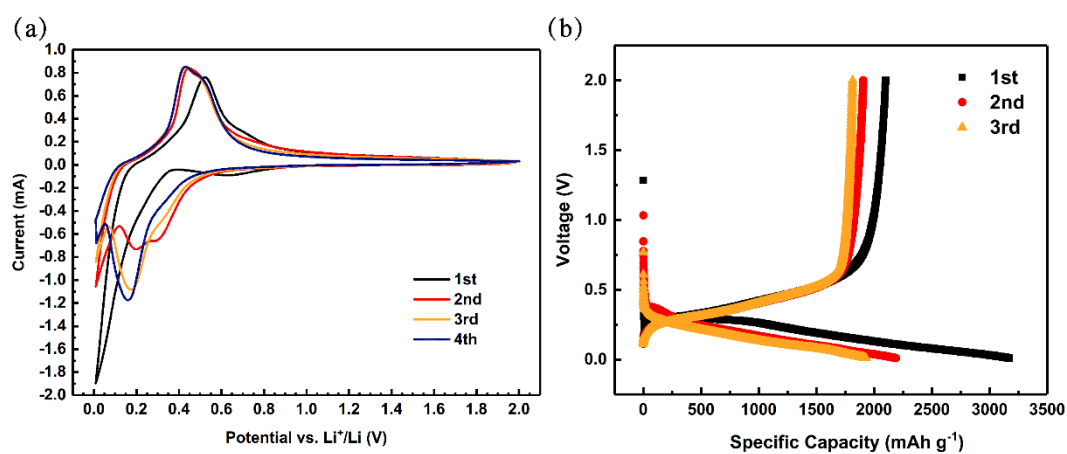 (a)
1.0
0.8
0.6
0.4
0.2
0.0
-0.2
-0.4
-0.6
-0.8
-1.0
-1.2
-1.4
-1.6
-1.8
-2.0
Current (mA)
1st
2nd
3rd
4th
0.0 0.2 0.4 0.6 0.8 1.0 1.2 1.4 1.6 1.8 2.0
Potential vs. Li⁺/Li (V)
(b)
2.0
1.5
1.0
0.5
0.0
Voltage (V)
1st
2nd
3rd
0 500 1000 1500 2000 2500 3000 3500
Specific Capacity (mAh g⁻¹)